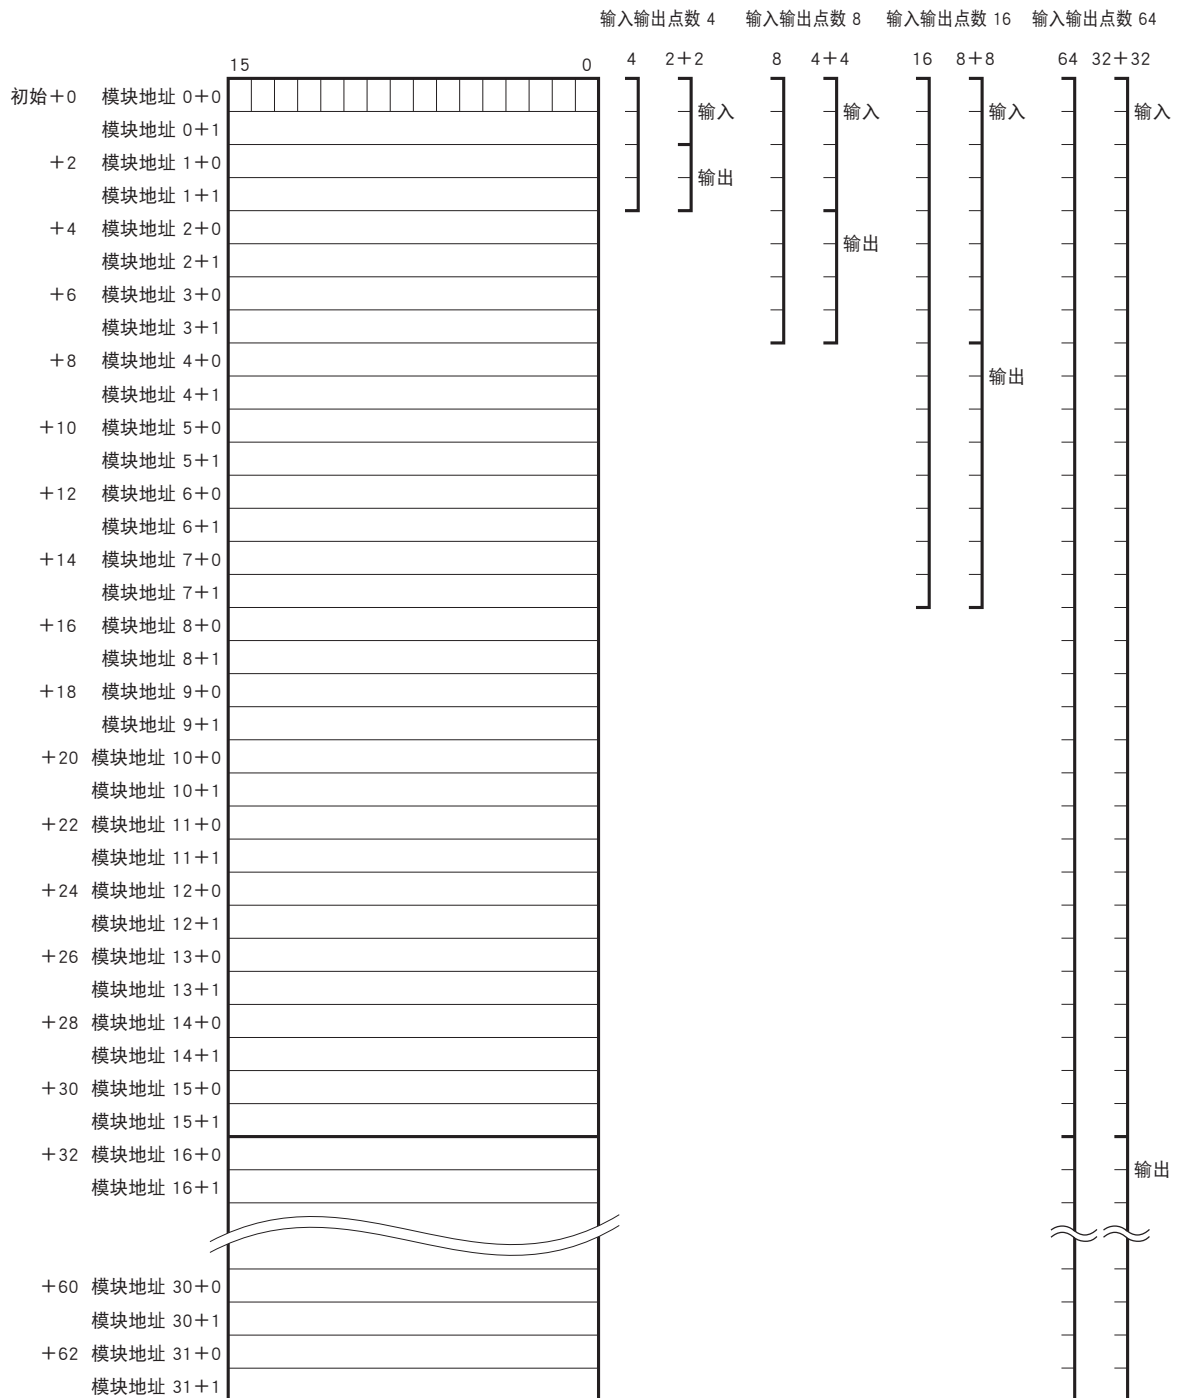 输入输出点数 4 输入输出点数 8 输入输出点数 16 输入输出点数 64
15 0 4 2+2 8 4+4 16 8+8 64 32+32
初始+0 模块地址 0+0 输入 输入 输入 输入
模块地址 0+1
+2 模块地址 1+0
模块地址 1+1 输出
+4 模块地址 2+0
模块地址 2+1 输出
+6 模块地址 3+0
模块地址 3+1
+8 模块地址 4+0
模块地址 4+1 输出
+10 模块地址 5+0
模块地址 5+1
+12 模块地址 6+0
模块地址 6+1
+14 模块地址 7+0
模块地址 7+1
+16 模块地址 8+0
模块地址 8+1
+18 模块地址 9+0
模块地址 9+1
+20 模块地址 10+0
模块地址 10+1
+22 模块地址 11+0
模块地址 11+1
+24 模块地址 12+0
模块地址 12+1
+26 模块地址 13+0
模块地址 13+1
+28 模块地址 14+0
模块地址 14+1
+30 模块地址 15+0
模块地址 15+1
+32 模块地址 16+0 输出
模块地址 16+1
+60 模块地址 30+0
模块地址 30+1
+62 模块地址 31+0
模块地址 31+1